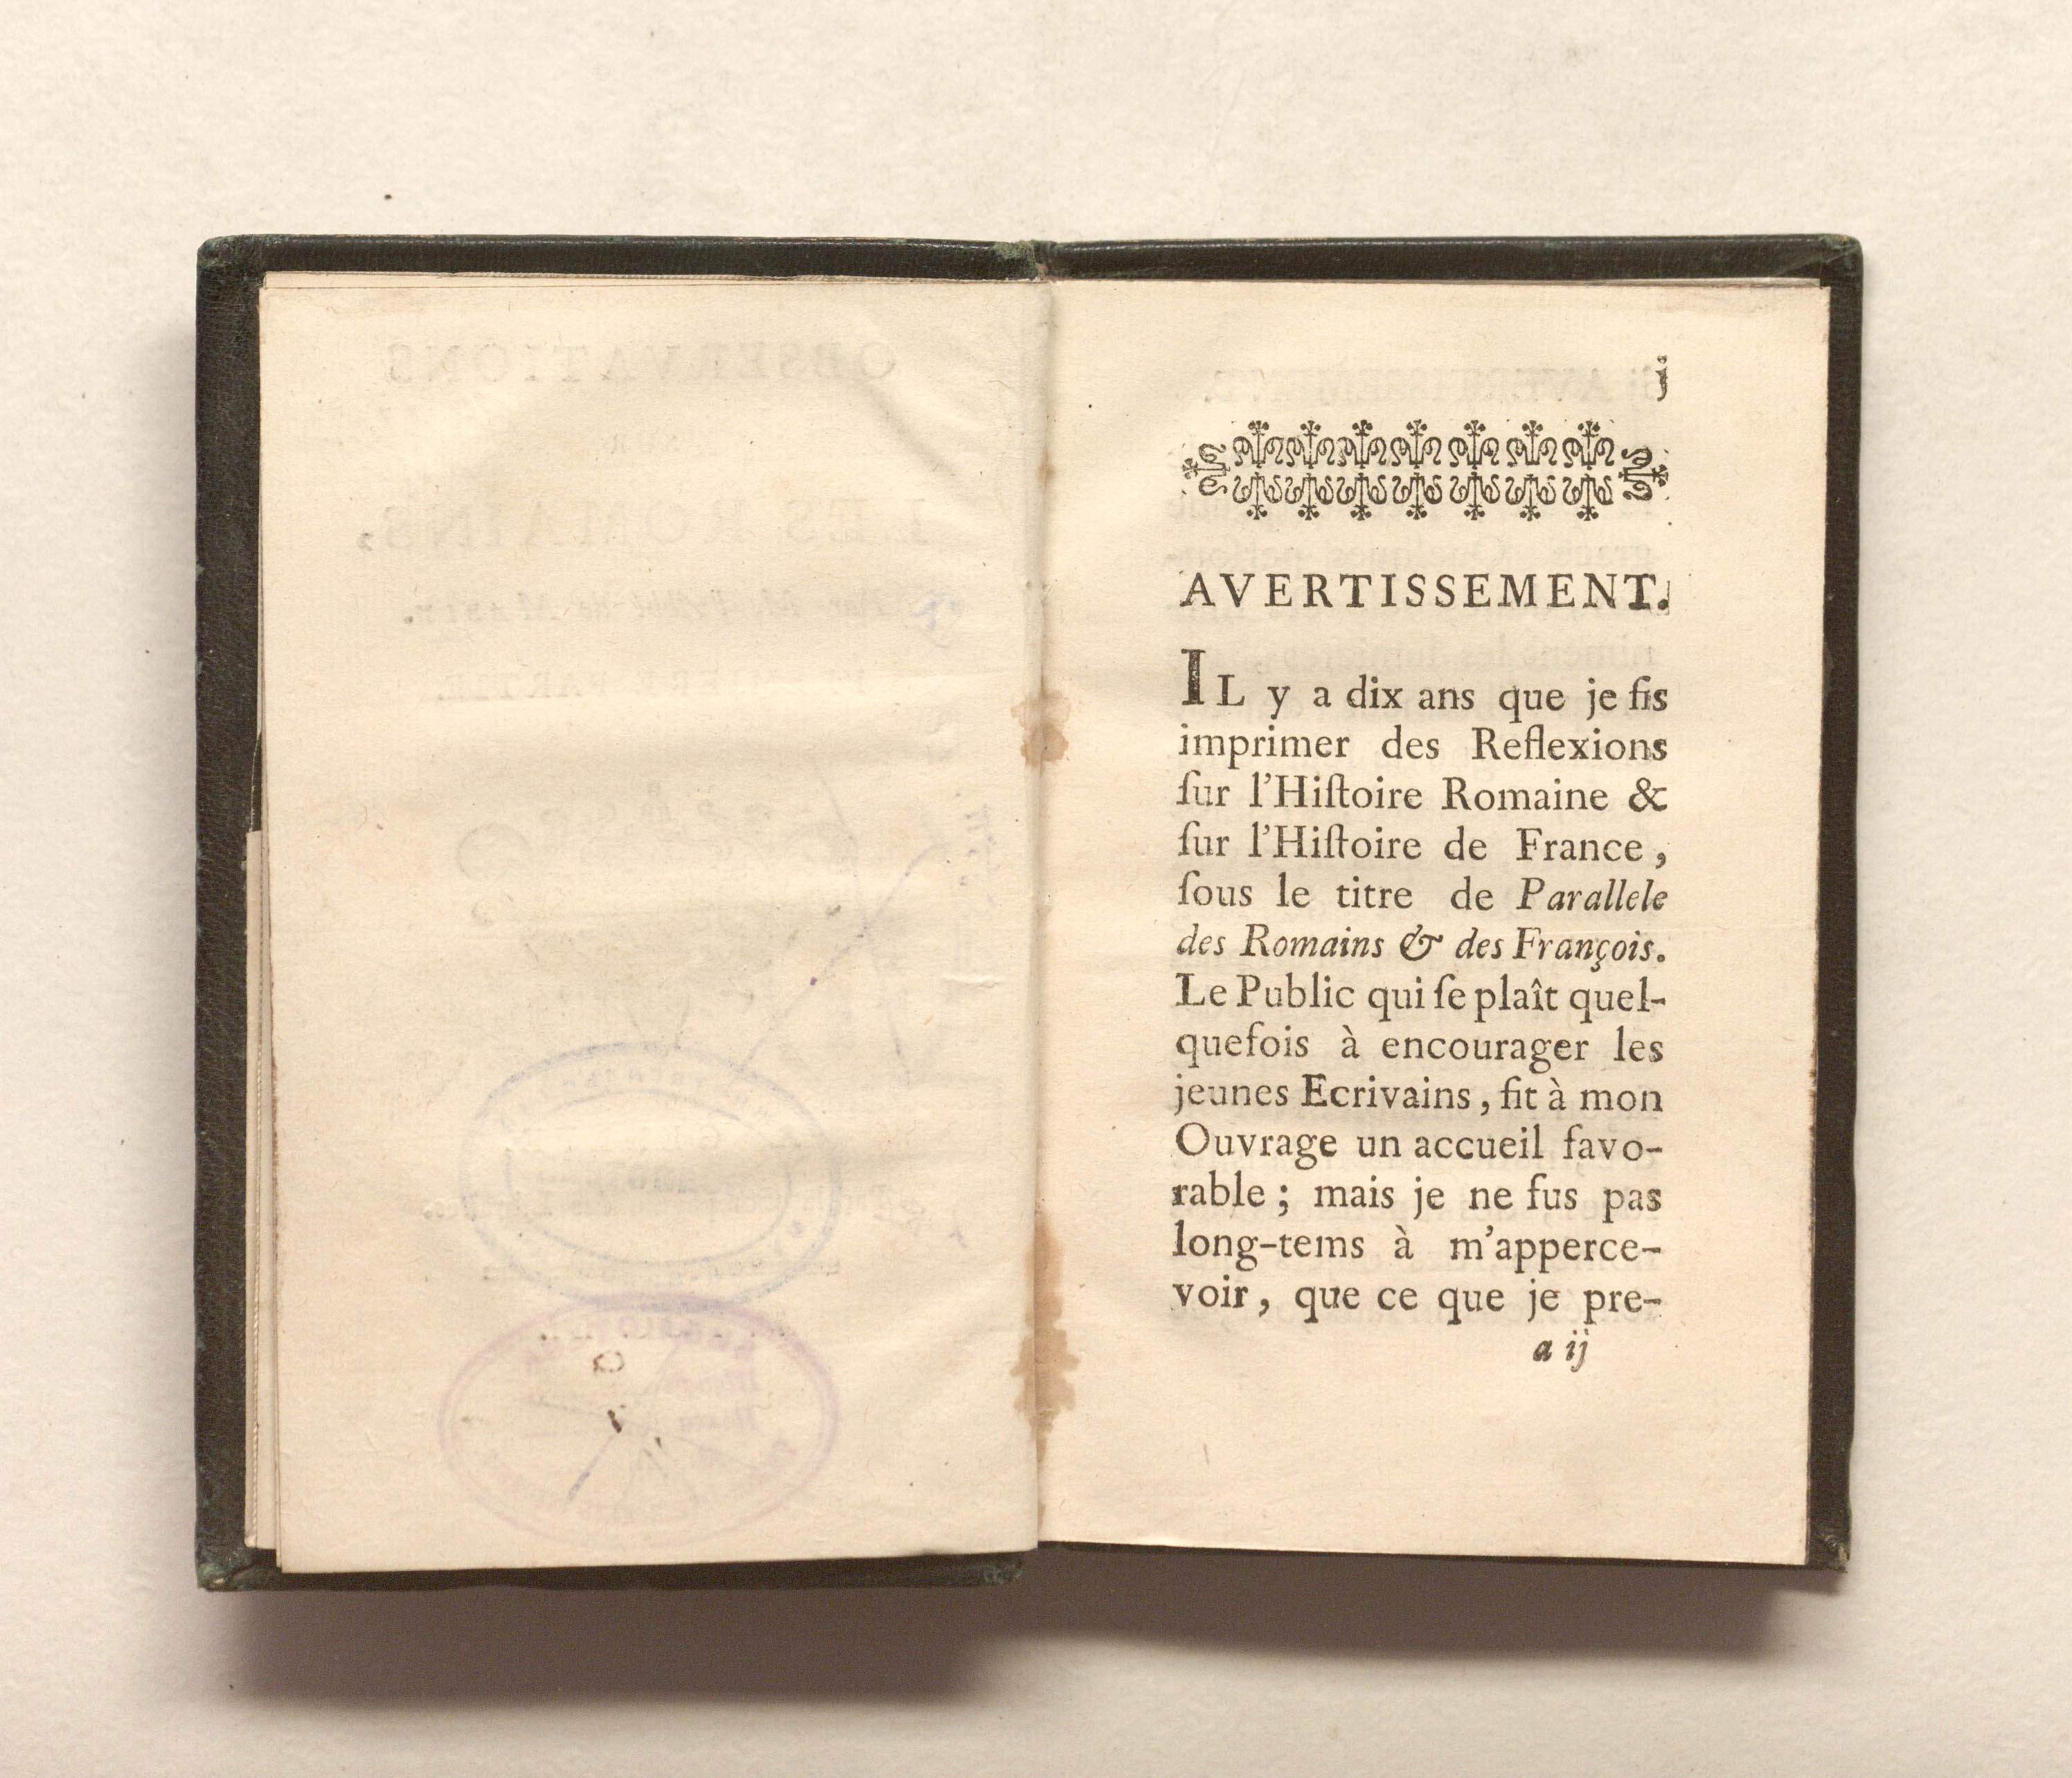 OBSERVATIONS
LES ROMAINS,
j
AVERTISSEMENT.
IL y a dix ans que je fis
imprimer des Reflexions
ſur l'Hiſtoire Romaine &
ſur l'Hiſtoire de France,
ſous le titre de Parallele
des Romains & des François.
Le Public qui ſe plaît quel-
quefois à encourager les
jeunes Ecrivains, fit à mon
Ouvrage un accueil favo-
rable; mais je ne fus pas
long-tems à m'apperce-
voir, que ce que je pre-
a ij